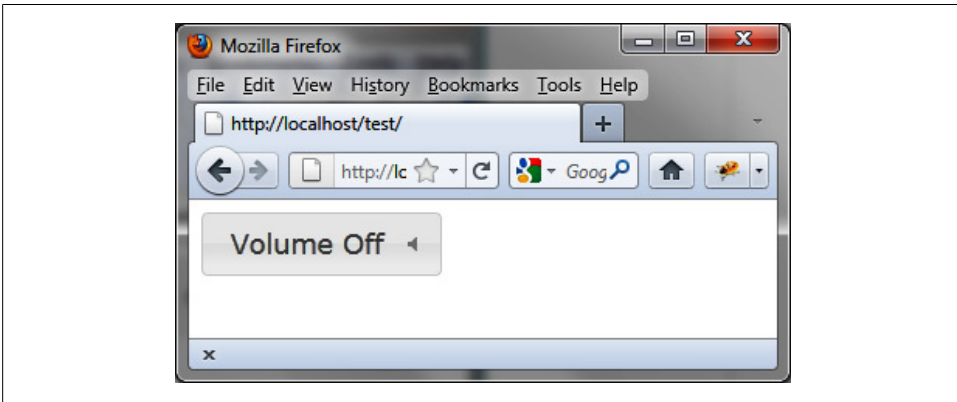 Mozilla Firefox
File Edit View History Bookmarks Tools Help
http://localhost/test/
http://lc Goog
Volume Off